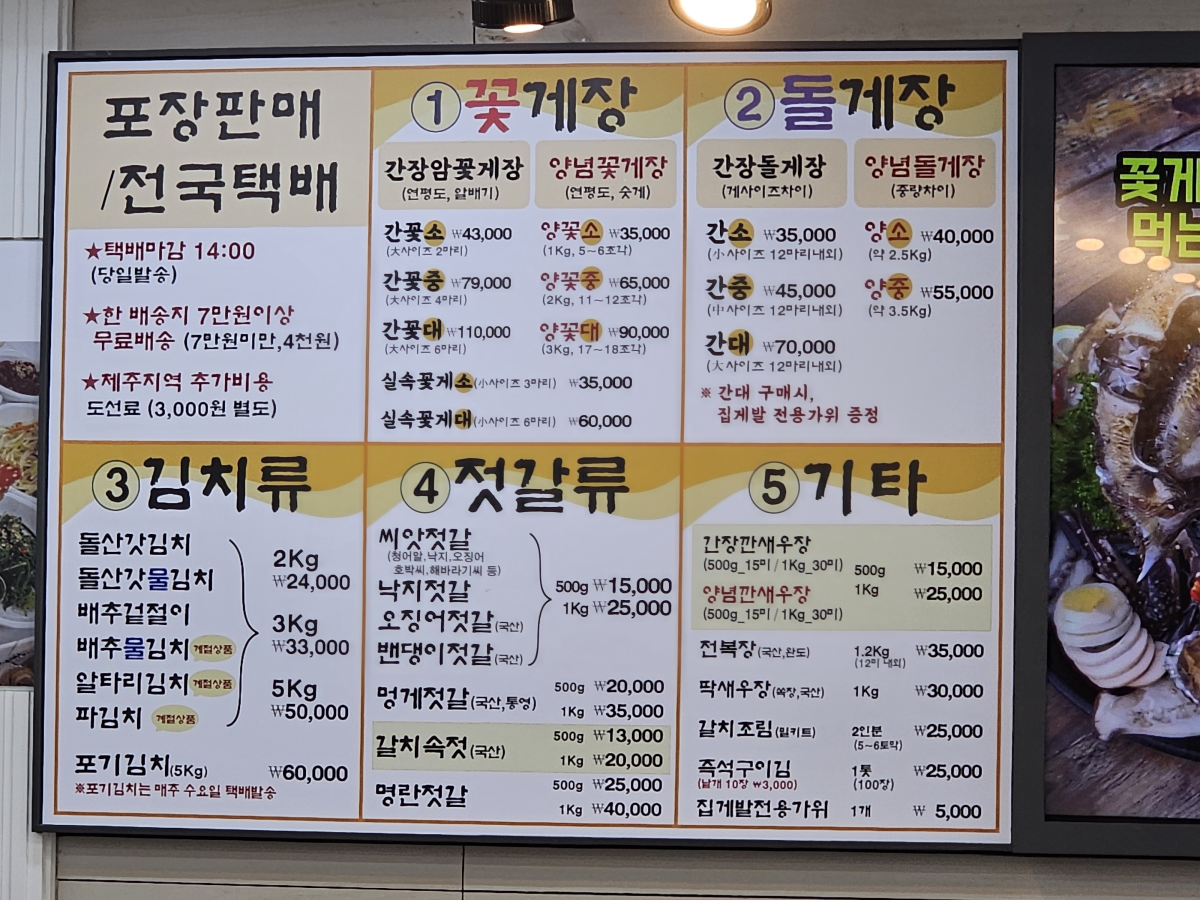 포장판매
/전국택배
★택배마감 14:00
(당일발송)
★한 배송지 7만원이상
무료배송 (7만원미만,4천원)
★제주지역 추가비용
도선료 (3,000원 별도)
①꽃게장
간장암꽃게장
(연평도, 알배기)
양념꽃게장
(연평도, 숫게)
간꽃소 ₩43,000
(大사이즈 2마리)
양꽃소 ₩35,000
(1Kg, 5~6조각)
간꽃중 ₩79,000
(大사이즈 4마리)
양꽃중 ₩65,000
(2Kg, 11~12조각)
간꽃대 ₩110,000
(大사이즈 6마리)
양꽃대 ₩90,000
(3Kg, 17~18조각)
실속꽃게소(小사이즈 3마리) ₩35,000
실속꽃게대(小사이즈 6마리) ₩60,000
②돌게장
간장돌게장
(게사이즈차이)
양념돌게장
(중량차이)
간소 ₩35,000
(小사이즈 12마리내외)
양소 ₩40,000
(약 2.5Kg)
간중 ₩45,000
(中사이즈 12마리내외)
양중 ₩55,000
(약 3.5Kg)
간대 ₩70,000
(大사이즈 12마리내외)
※ 간대 구매시,
집게발 전용가위 증정
③김치류
돌산갓김치
돌산갓물김치
배추겉절이
배추물김치 계절상품
알타리김치 계절상품
파김치 계절상품
2Kg
₩24,000
3Kg
₩33,000
5Kg
₩50,000
포기김치(5Kg) ₩60,000
※포기김치는 매주 수요일 택배발송
④젓갈류
씨앗젓갈
(청어알,낙지,오징어
호박씨,해바라기씨 등)
낙지젓갈
오징어젓갈(국산)
밴댕이젓갈(국산)
500g ₩15,000
1Kg ₩25,000
멍게젓갈(국산,통영) 500g ₩20,000
1Kg ₩35,000
갈치속젓(국산) 500g ₩13,000
1Kg ₩20,000
명란젓갈 500g ₩25,000
1Kg ₩40,000
⑤기타
간장깐새우장
(500g_15미 / 1Kg_30미)
양념깐새우장
(500g_15미 / 1Kg_30미)
500g ₩15,000
1Kg ₩25,000
전복장(국산,완도) 1.2Kg ₩35,000
(12미 내외)
딱새우장(쏙장,국산) 1Kg ₩30,000
갈치조림(밀키트) 2인분 ₩25,000
(5~6토막)
즉석구이김 1톳 ₩25,000
(낱개 10장 ₩3,000) (100장)
집게발전용가위 1개 ₩ 5,000
꽃게
먹는